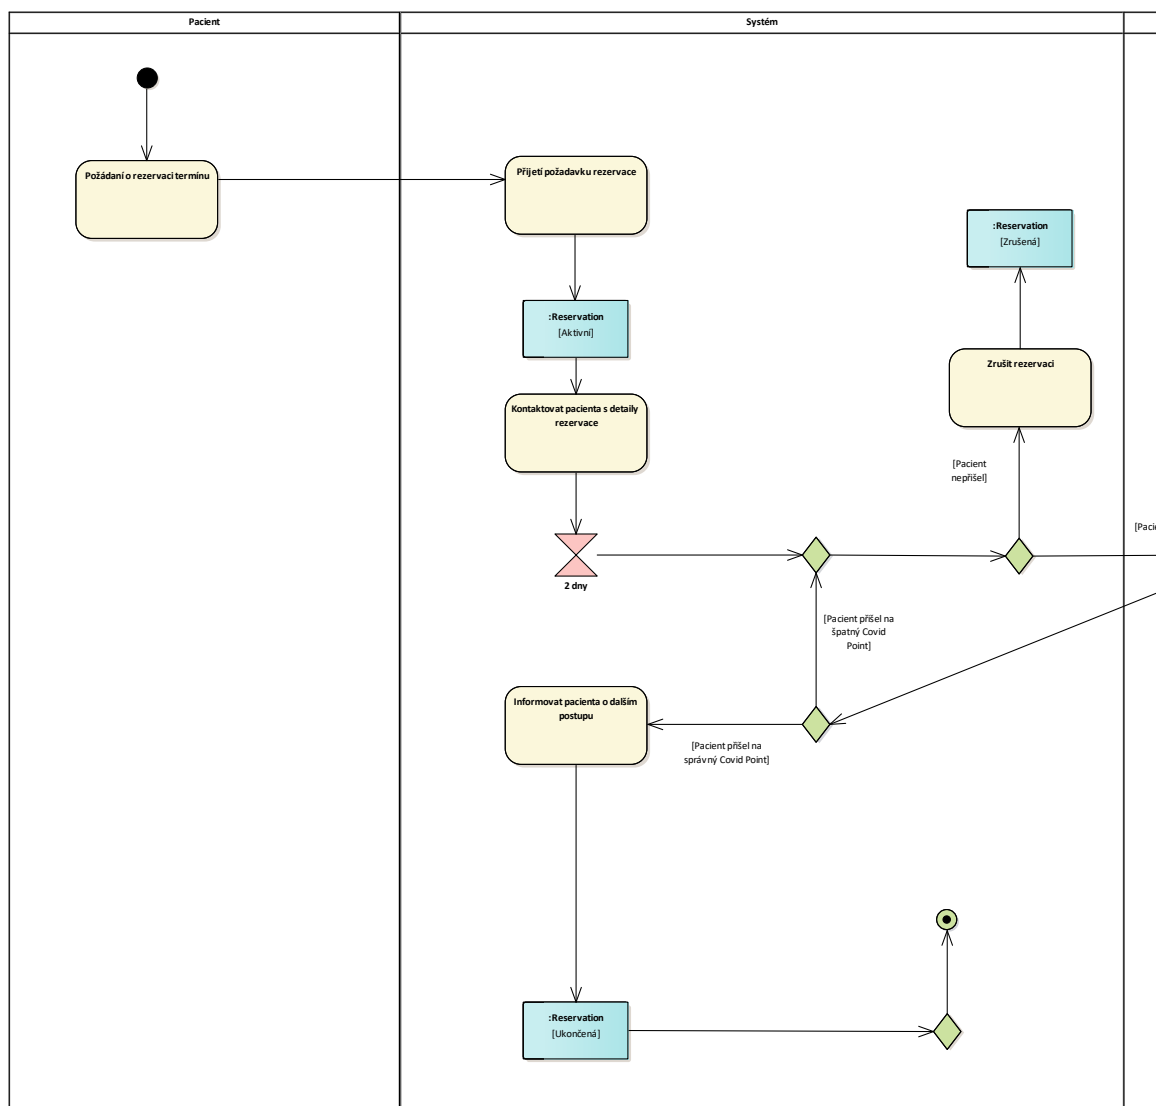 Pacient
Systém
Požádaní o rezervaci termínu
Přijetí požadavku rezervace
:Reservation
[Zrušená]
:Reservation
[Aktivní]
Zrušit rezervaci
Kontaktovat pacienta s detaily
rezervace
[Pacient
nepřišel]
2 dny
[Pacient přišel na
špatný Covid
Point]
Informovat pacienta o dalším
postupu
[Pacient přišel na
správný Covid Point]
:Reservation
[Ukončená]